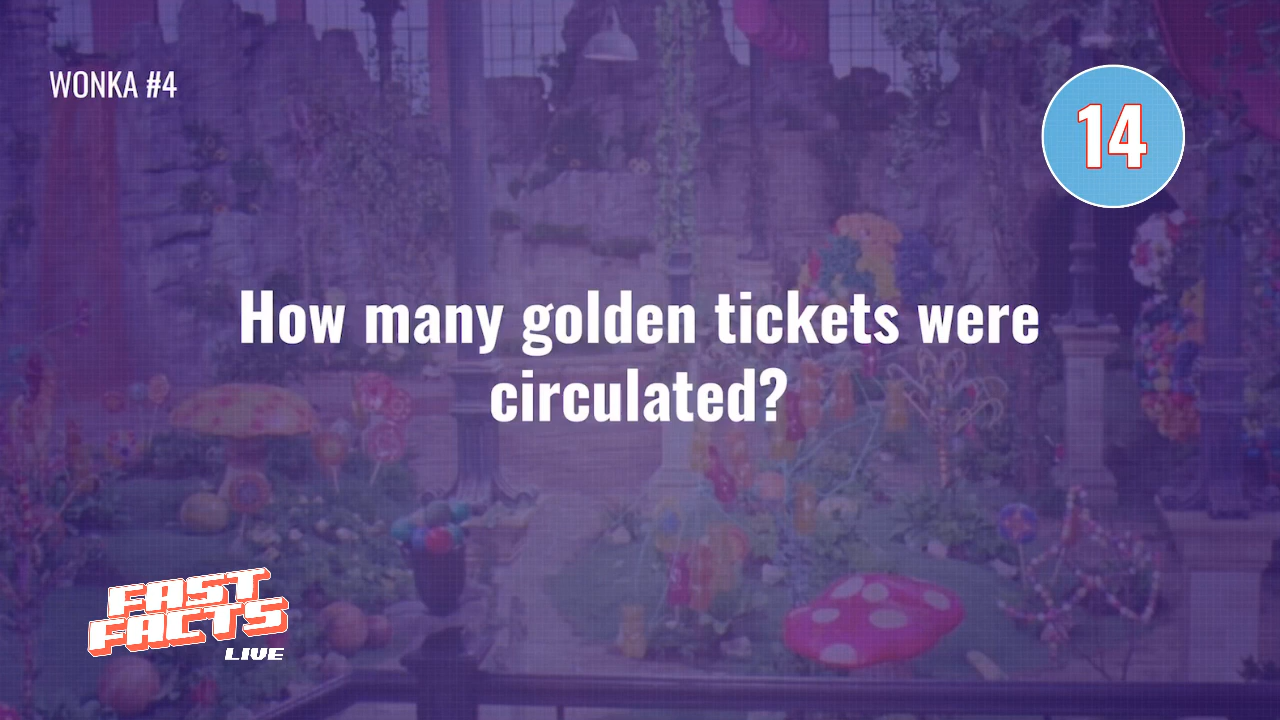 WONKA #4
14
How many golden tickets were
circulated?
FAST
FACTS
LIVE